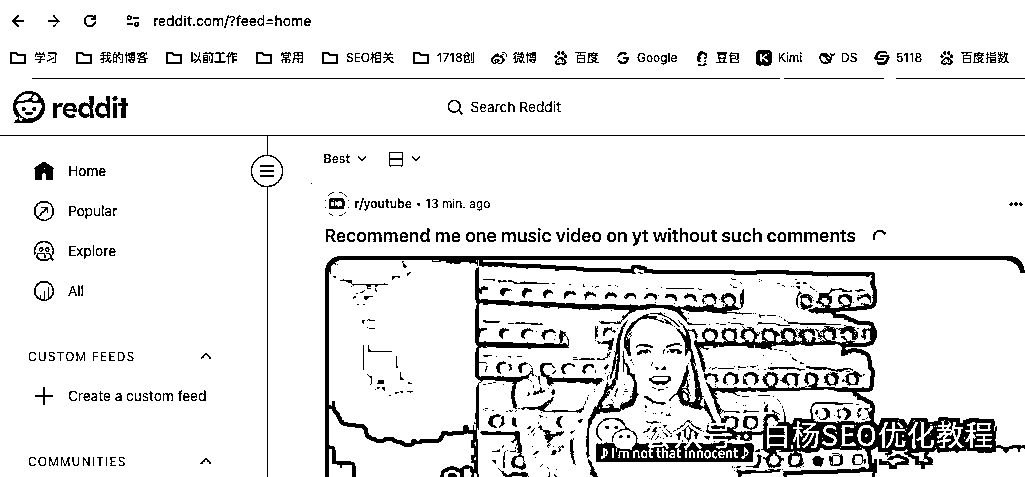 reddit.com/?feed=home
学习 我的博客 以前工作 常用 SEO相关 1718创 微博 百度 Google 豆包 Kimi DS 5118 百度指数
reddit Search Reddit
Home
Popular
Explore
All
CUSTOM FEEDS
Create a custom feed
COMMUNITIES
Best
r/youtube • 13 min. ago
Recommend me one music video on yt without such comments
公众号 白杨SEO优化教程
♪ I'm not that innocent ♪